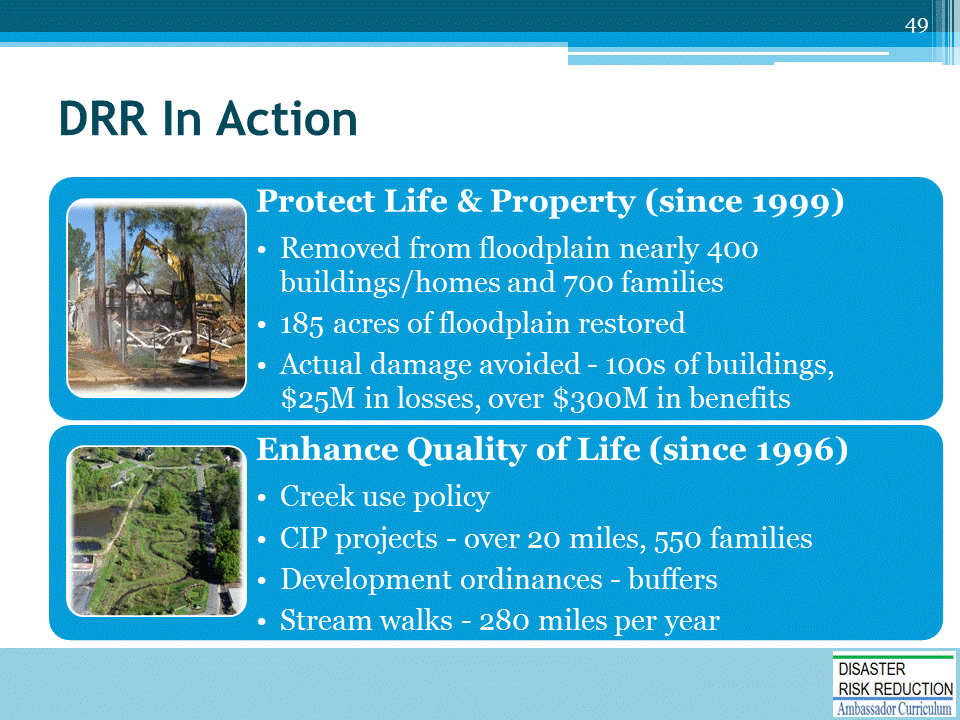 49
DRR In Action
Protect Life & Property (since 1999)
• Removed from floodplain nearly 400
buildings/homes and 700 families
• 185 acres of floodplain restored
• Actual damage avoided - 100s of buildings,
$25M in losses, over $300M in benefits
Enhance Quality of Life (since 1996)
• Creek use policy
• CIP projects - over 20 miles, 550 families
• Development ordinances - buffers
• Stream walks - 280 miles per year
DISASTER
RISK REDUCTION
Ambassador Curriculum